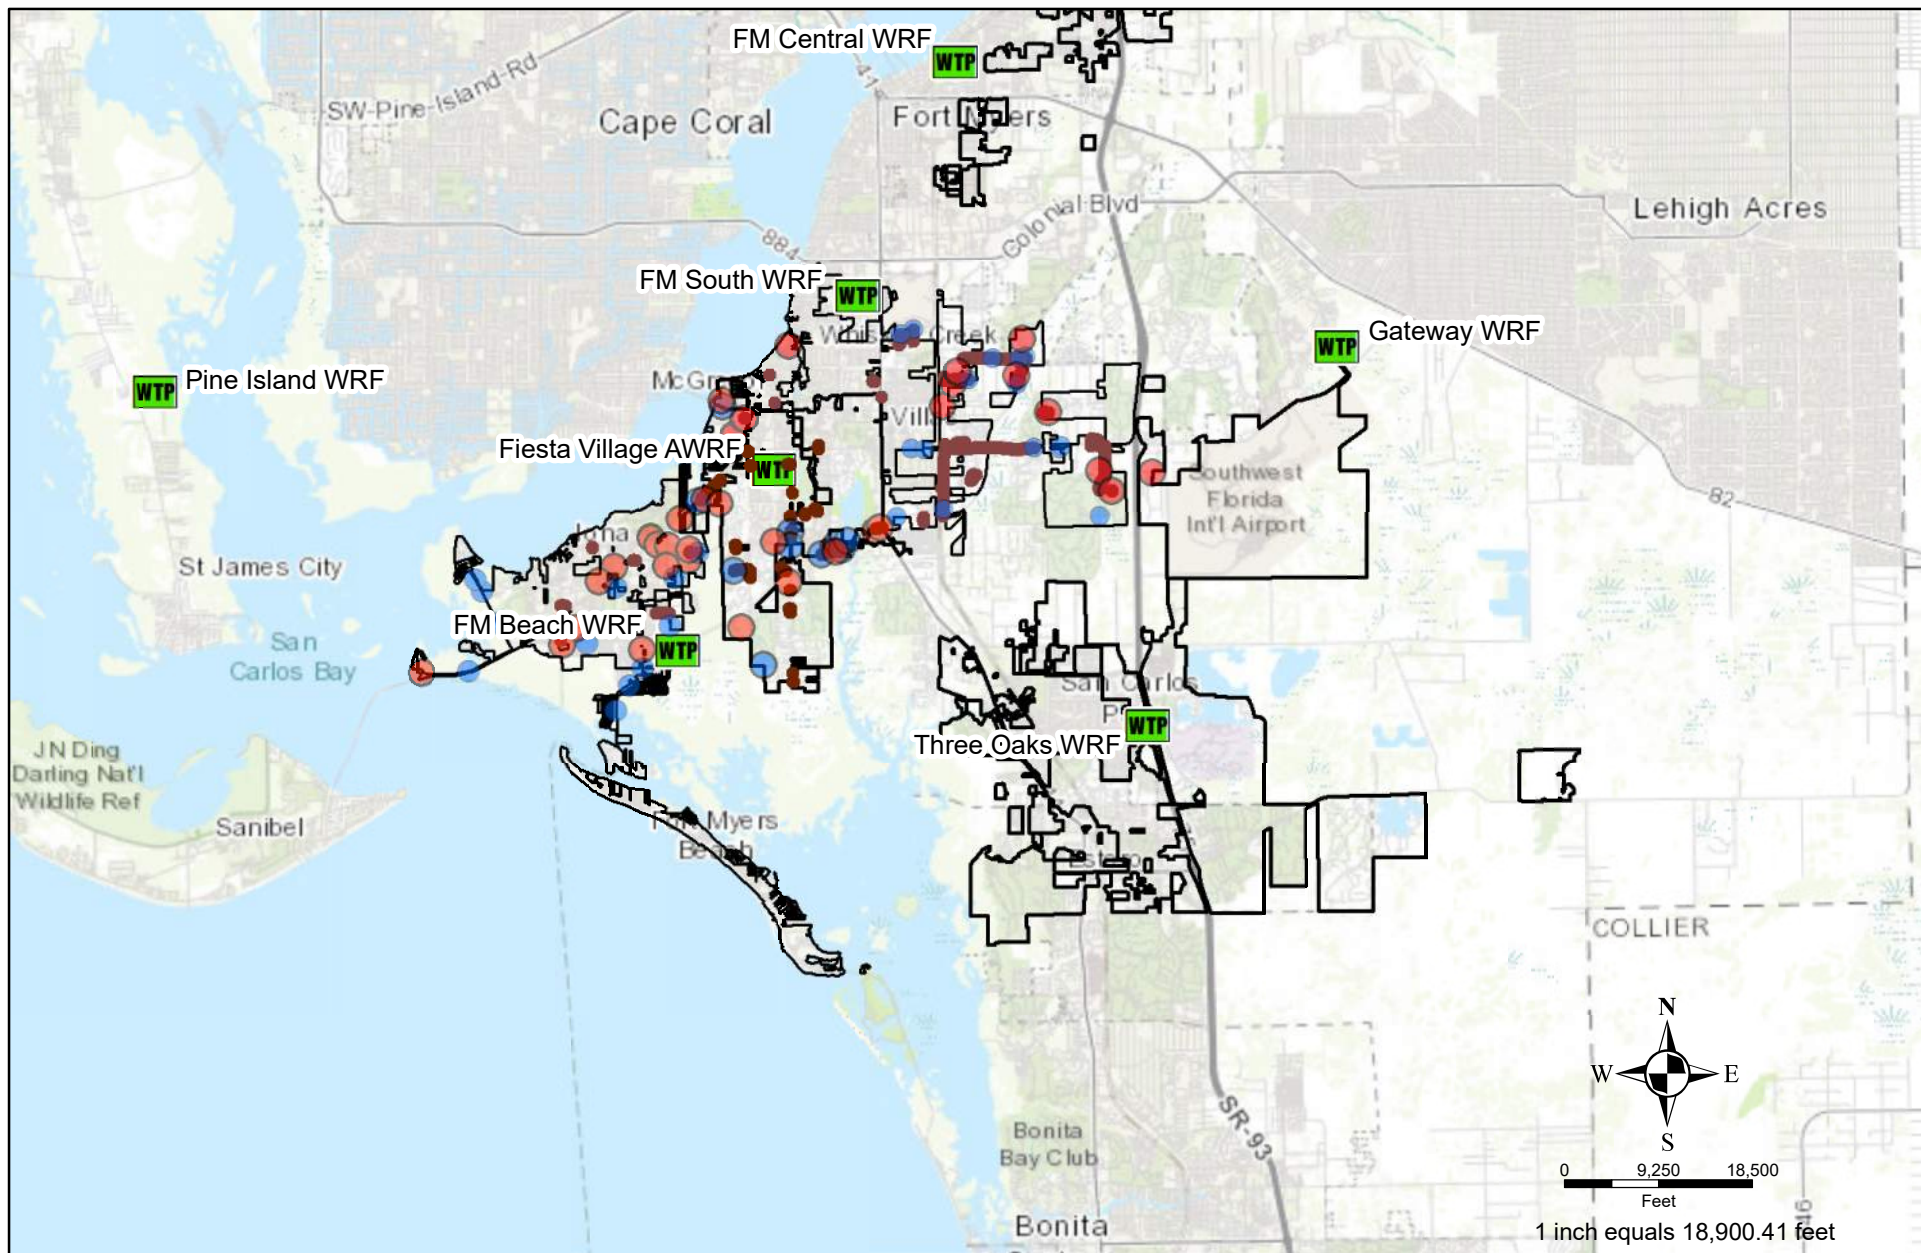 FM Central WRF
WTP
SW-Pine-Island-Rd
Cape Coral
Fort Myers
Colonial Blvd
Lehigh Acres
884
FM South WRF
WTP
Creek
Gateway WRF
WTP
Pine Island WRF
WTP
Fiesta Village AWRF
WTP
Southwest
Florida
Int'l Airport
82
St James City
FM Beach WRF
WTP
San
Carlos Bay
San Carlos
WTP
Three Oaks WRF
JN Ding
Darling Nat'l
Wildlife Ref
Sanibel
Fort Myers
Beach
Estero
COLLIER
N
W
E
S
SR-93
Bonita
Bay Club
0
9,250
18,500
Feet
Bonita
1 inch equals 18,900.41 feet